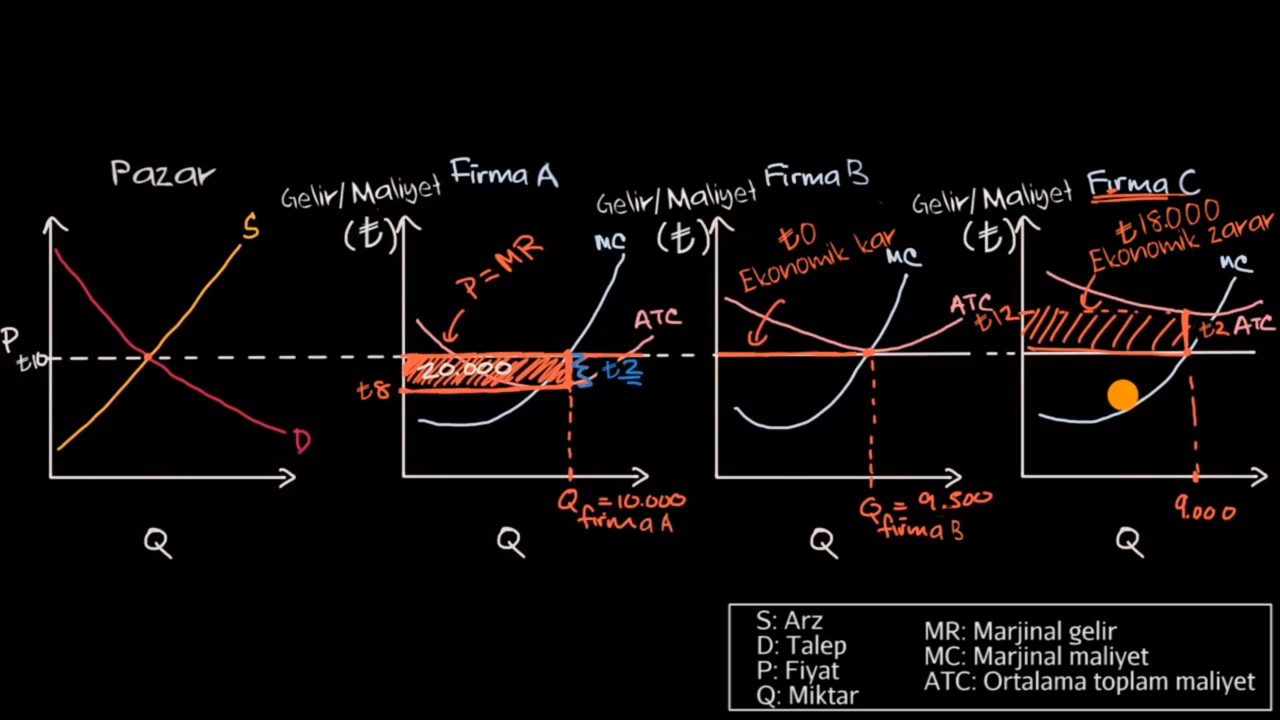 Pazar
S
P
₺10
D
Q
Gelir/Maliyet
(₺)
Firma A
P = MR
MC
ATC
20.000
₺2
₺8
Q = 10.000
firma A
Q
Gelir/Maliyet
(₺)
Firma B
₺0
Ekonomik kar
MC
ATC
Q = 9.500
firma B
Q
Gelir/Maliyet
(₺)
Firma C
₺18.000
Ekonomik zarar
MC
₺12
₺2
ATC
9.000
Q
S: Arz
D: Talep
P: Fiyat
Q: Miktar
MR: Marjinal gelir
MC: Marjinal maliyet
ATC: Ortalama toplam maliyet